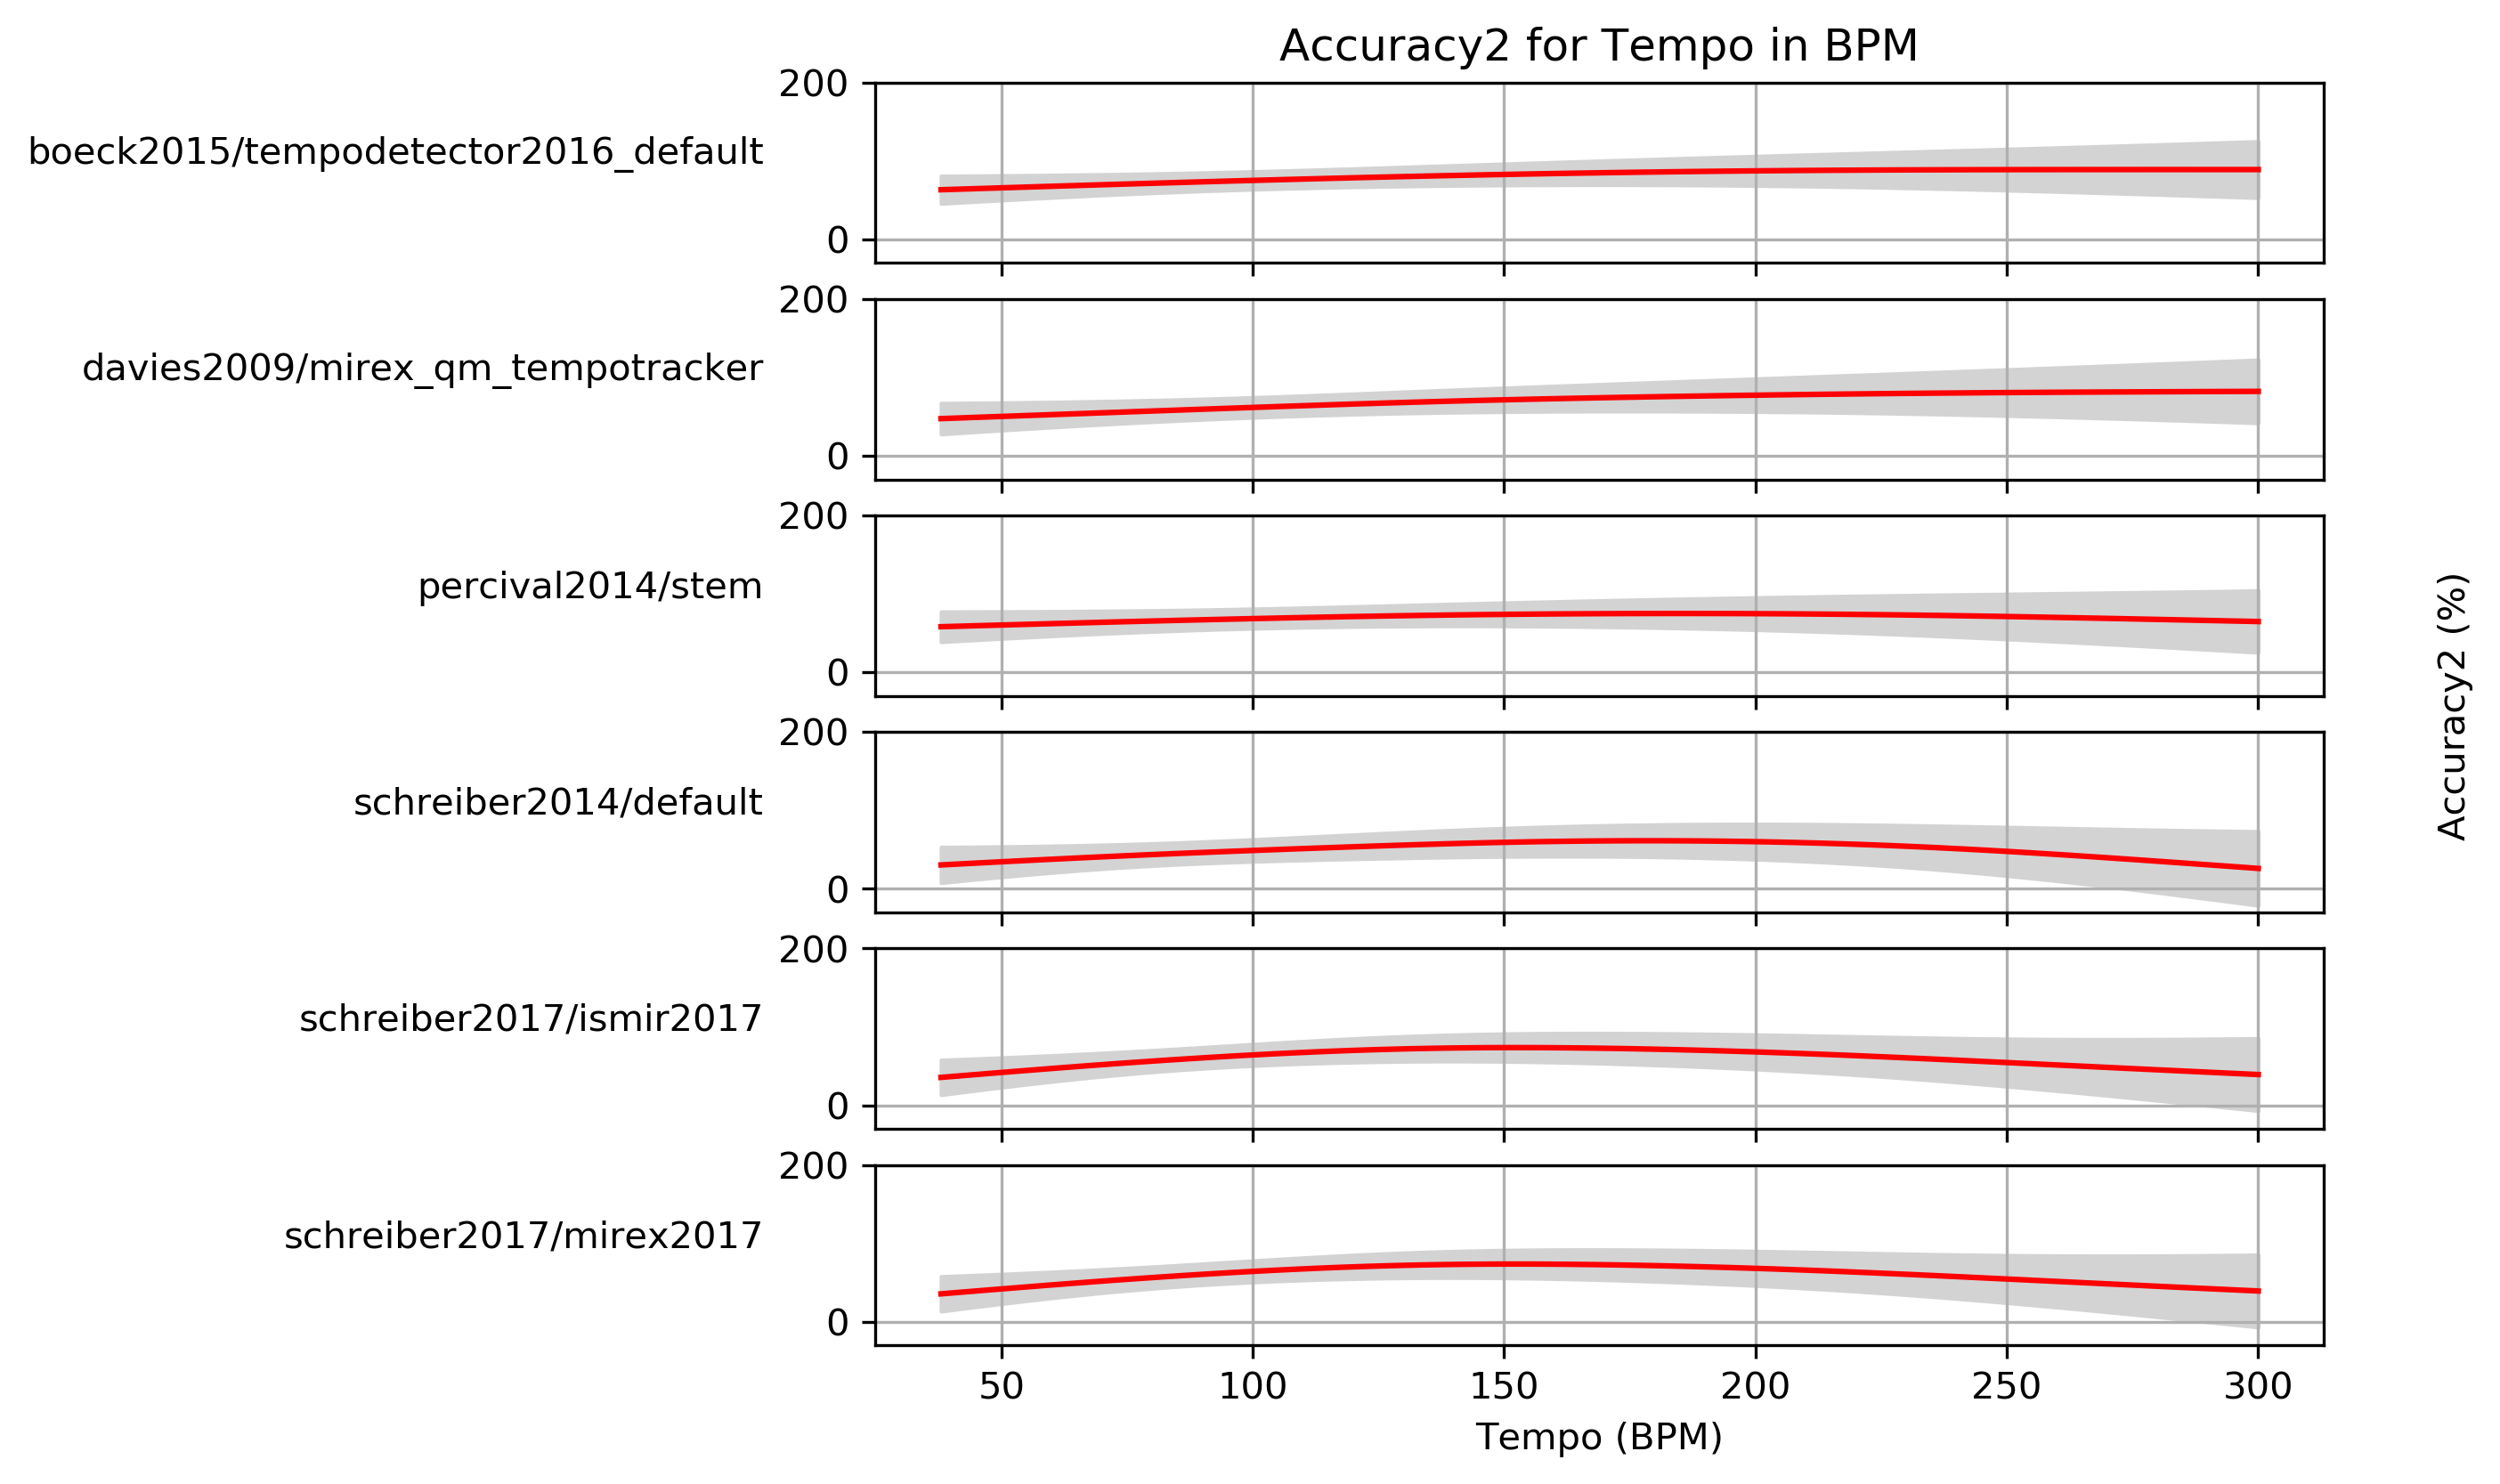 Accuracy2 for Tempo in BPM
200
boeck2015/tempodetector2016_default
0
200
davies2009/mirex_qm_tempotracker
0
200
percival2014/stem
0
200
schreiber2014/default
0
200
schreiber2017/ismir2017
0
200
schreiber2017/mirex2017
0
50 100 150 200 250 300
Tempo (BPM)
Accuracy2 (%)